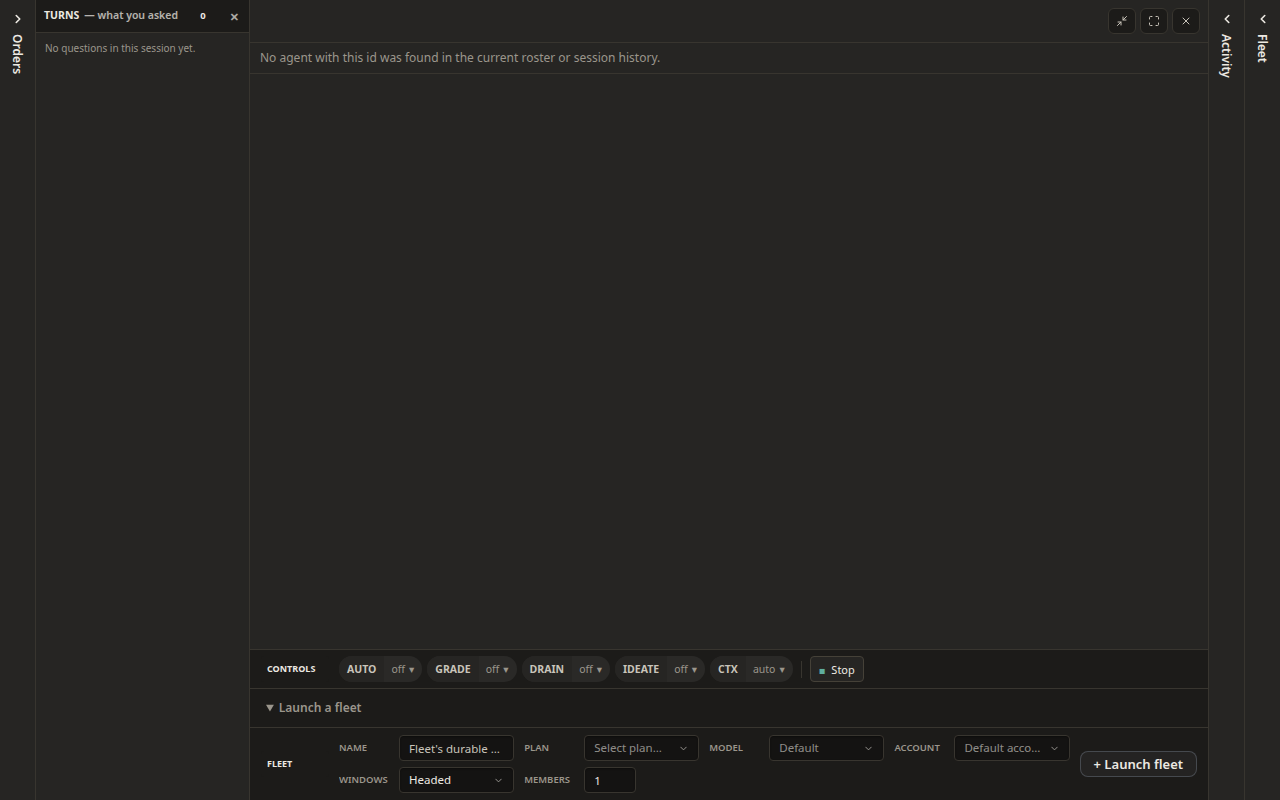 Orders
TURNS — what you asked 0 ×
No questions in this session yet.
No agent with this id was found in the current roster or session history.
Activity
Fleet
CONTROLS AUTO off ▾ GRADE off ▾ DRAIN off ▾ IDEATE off ▾ CTX auto ▾ Stop
▼ Launch a fleet
FLEET
NAME Fleet's durable ... PLAN Select plan... MODEL Default ACCOUNT Default acco...
WINDOWS Headed MEMBERS 1
+ Launch fleet